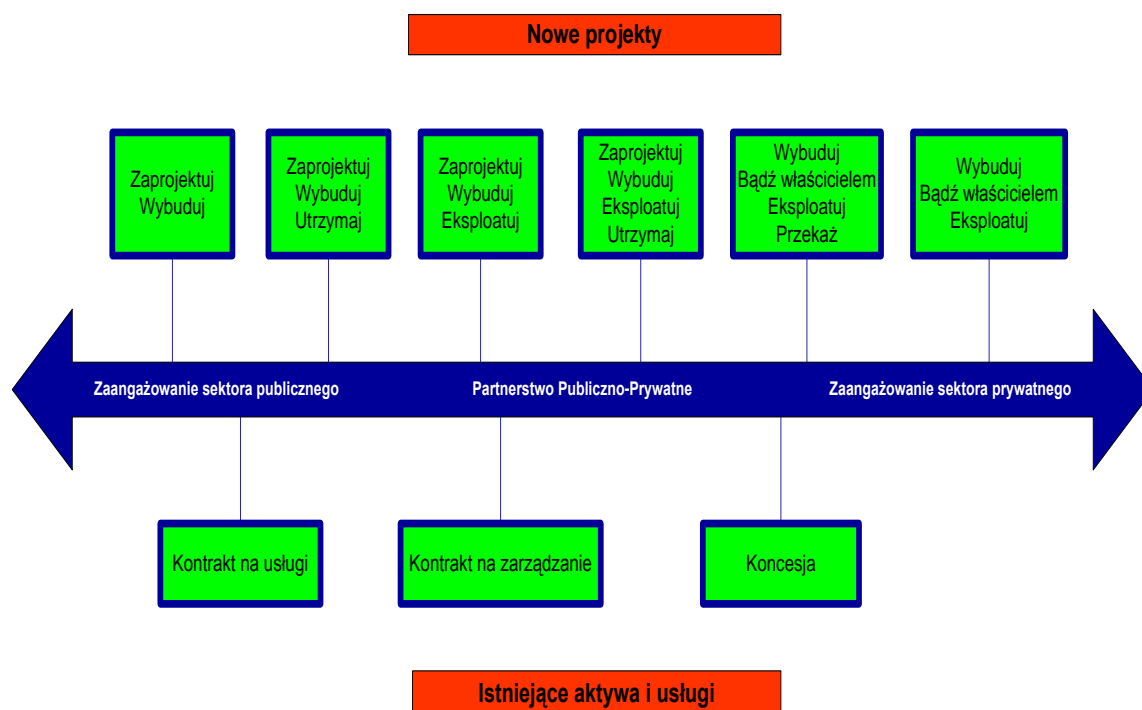 Nowe projekty
Zaprojektuj
Wybuduj
Zaprojektuj
Wybuduj
Utrzymaj
Zaprojektuj
Wybuduj
Eksploatuj
Zaprojektuj
Wybuduj
Eksploatuj
Utrzymaj
Wybuduj
Bądź właścicielem
Eksploatuj
Przekaż
Wybuduj
Bądź właścicielem
Eksploatuj
Zaangażowanie sektora publicznego
Partnerstwo Publiczno-Prywatne
Zaangażowanie sektora prywatnego
Kontrakt na usługi
Kontrakt na zarządzanie
Koncesja
Istniejące aktywa i usługi